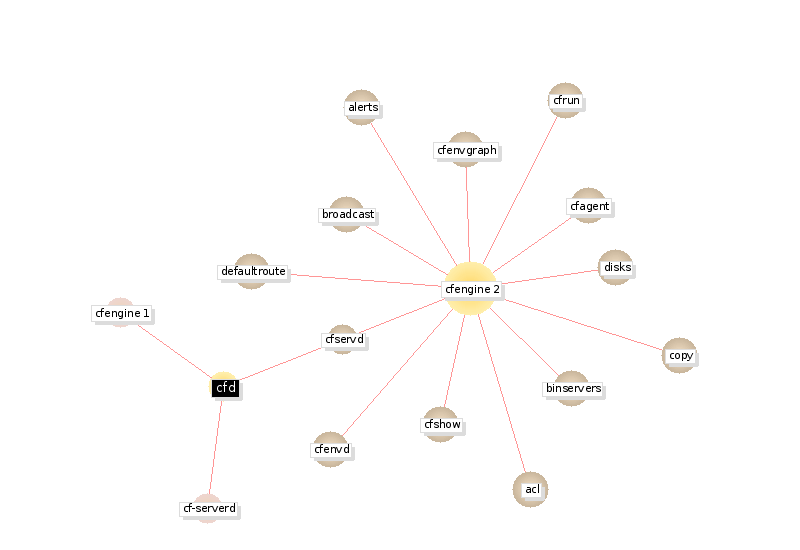 cfrun
alerts
cfenvgraph
cfagent
broadcast
disks
defaultroute
cfengine 2
cfengine 1
cfservd
copy
cfd
binservers
cfshow
cfenvd
acl
cf-serverd